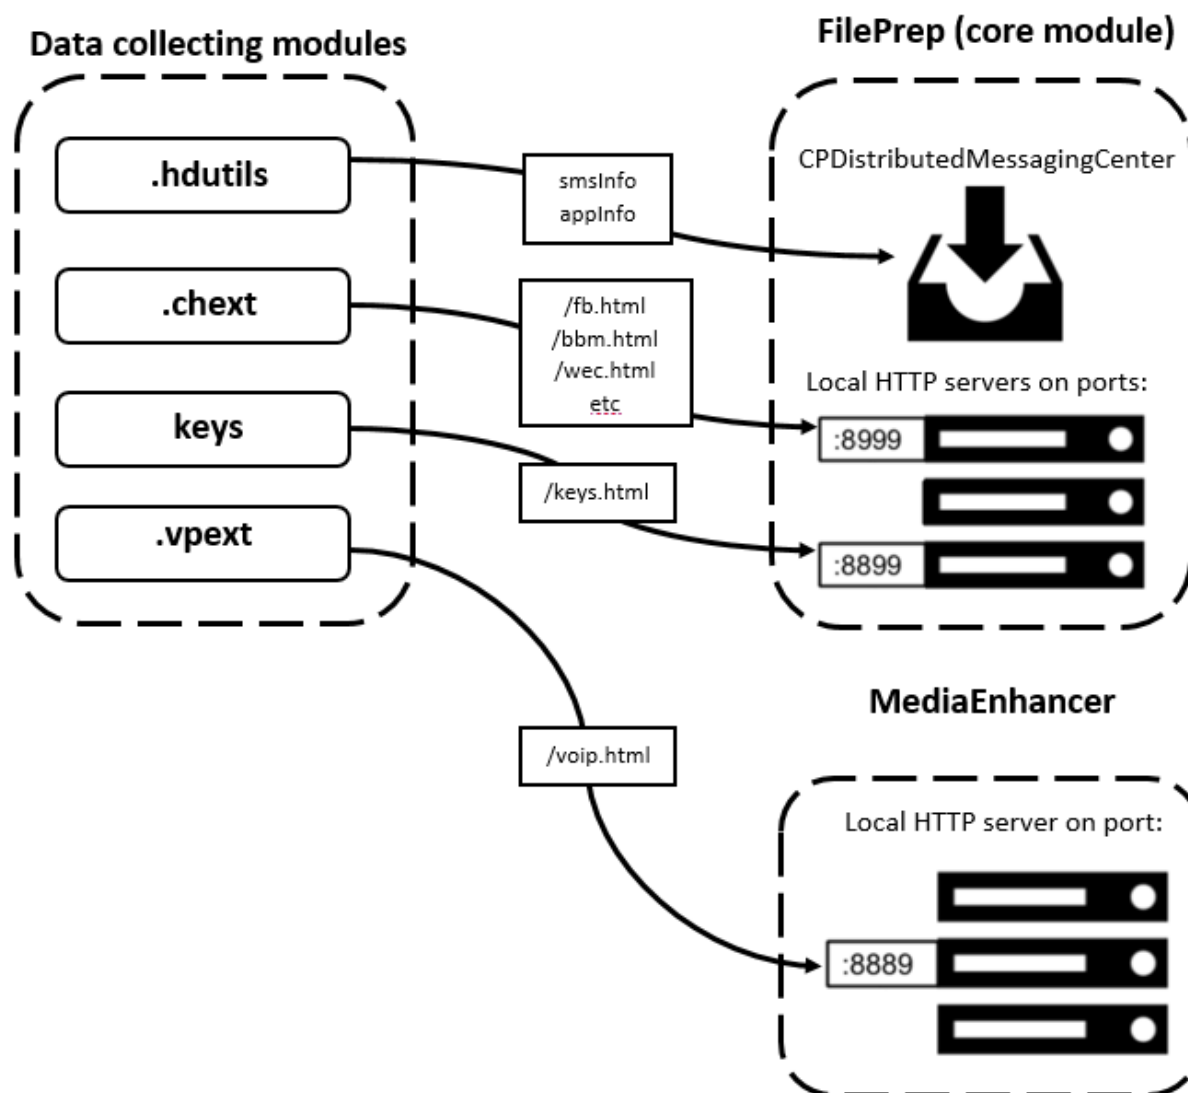 Data collecting modules
FilePrep (core module)
.hdutils
smsInfo
appInfo
CPDistributedMessagingCenter
.chext
/fb.html
/bbm.html
/wec.html
etc
Local HTTP servers on ports:
:8999
keys
/keys.html
:8899
.vpext
MediaEnhancer
/voip.html
Local HTTP server on port:
:8889